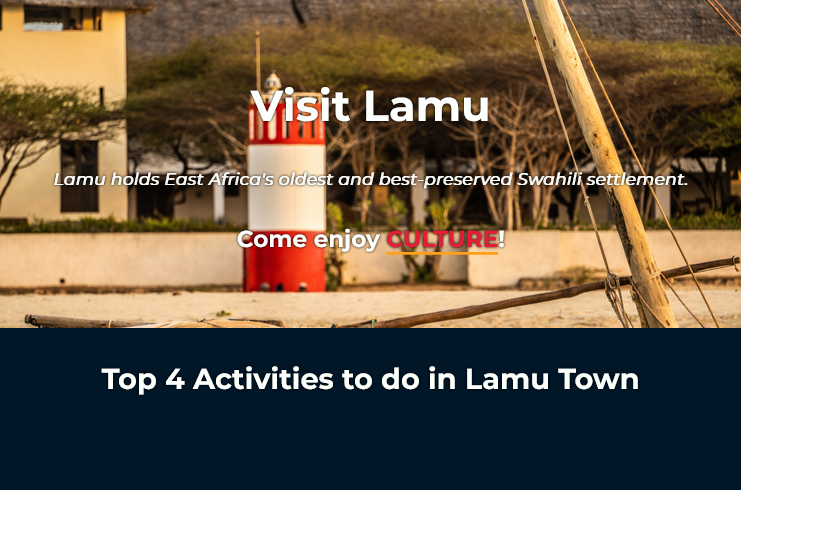 Visit Lamu
Lamu holds East Africa's oldest and best-preserved Swahili settlement.
Come enjoy CULTURE!
Top 4 Activities to do in Lamu Town